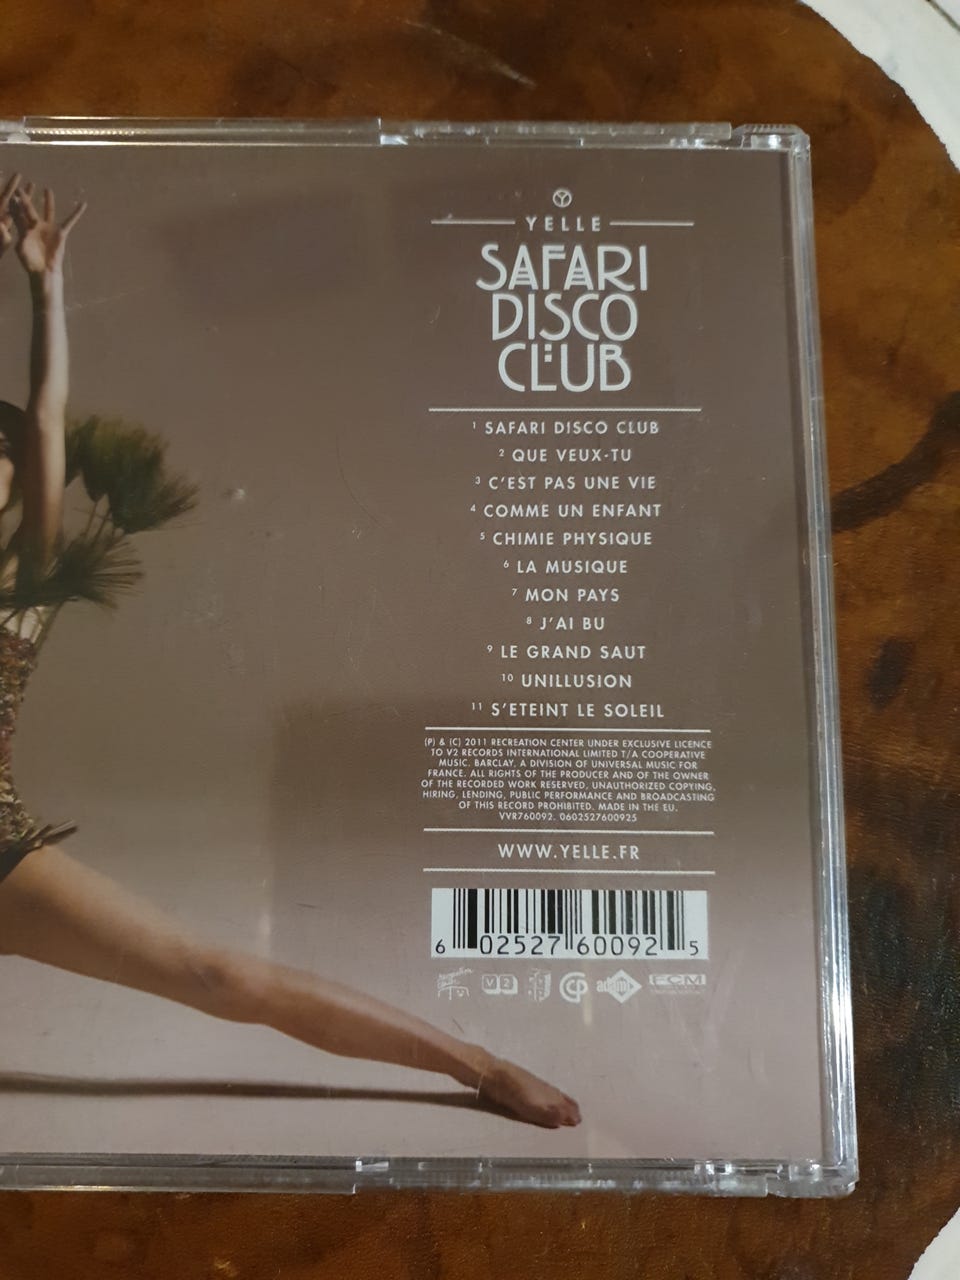 YELLE
SAFARI
DISCO
CLUB
1 SAFARI DISCO CLUB
2 QUE VEUX-TU
3 C'EST PAS UNE VIE
4 COMME UN ENFANT
5 CHIMIE PHYSIQUE
6 LA MUSIQUE
7 MON PAYS
8 J'AI BU
9 LE GRAND SAUT
10 UNILLUSION
11 S'ETEINT LE SOLEIL
(P) & (C) 2011 RECREATION CENTER UNDER EXCLUSIVE LICENCE
TO V2 RECORDS INTERNATIONAL LIMITED T/A COOPERATIVE
MUSIC. BARCLAY, A DIVISION OF UNIVERSAL MUSIC FOR
FRANCE. ALL RIGHTS OF THE PRODUCER AND OF THE OWNER
OF THE RECORDED WORK RESERVED, UNAUTHORIZED COPYING,
HIRING, LENDING, PUBLIC PERFORMANCE AND BROADCASTING
OF THIS RECORD PROHIBITED. MADE IN THE EU.
VVR760092. 0602527600925
WWW.YELLE.FR
6 02527 60092 5
V2 adami FCM